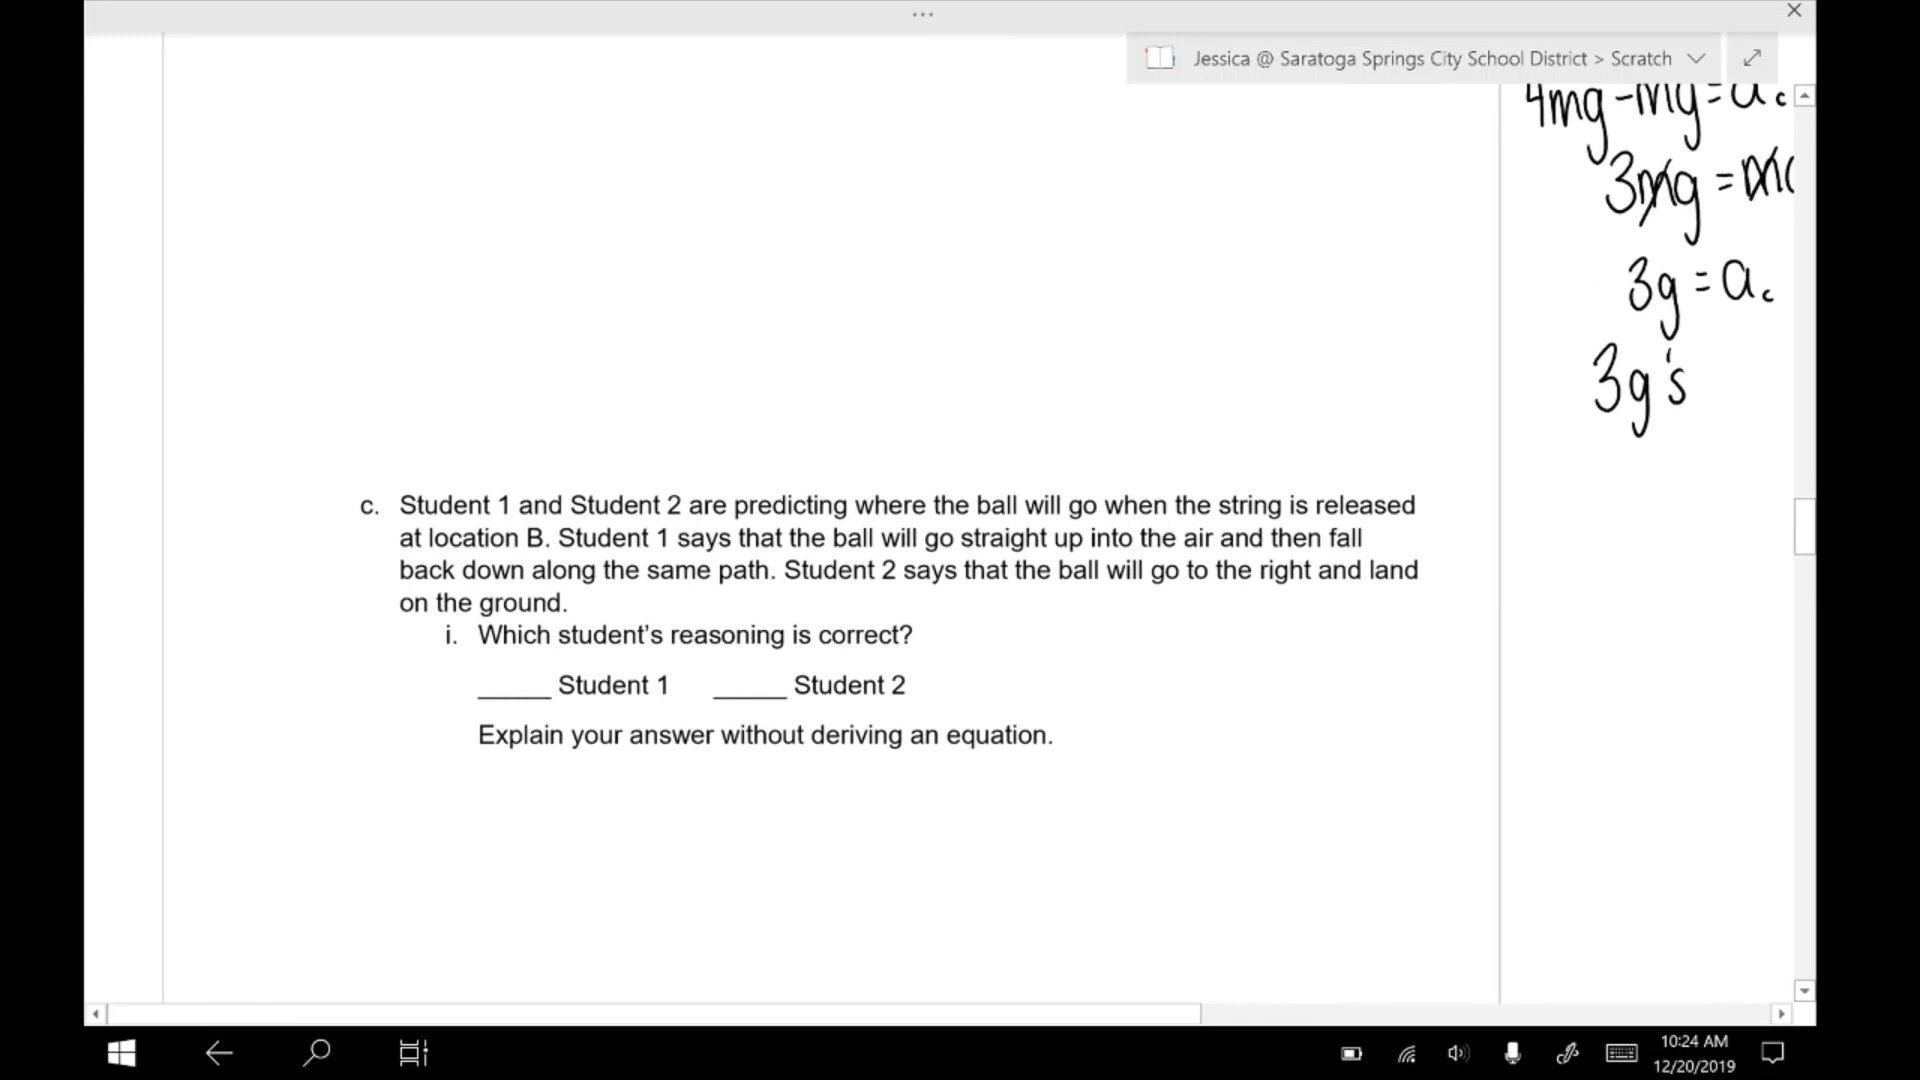 Jessica @ Saratoga Springs City School District > Scratch
4mg-mg=a c
3mg = m
3g = a c
3g's
c. Student 1 and Student 2 are predicting where the ball will go when the string is released
at location B. Student 1 says that the ball will go straight up into the air and then fall
back down along the same path. Student 2 says that the ball will go to the right and land
on the ground.
i. Which student's reasoning is correct?
_____ Student 1 _____ Student 2
Explain your answer without deriving an equation.
10:24 AM
12/20/2019